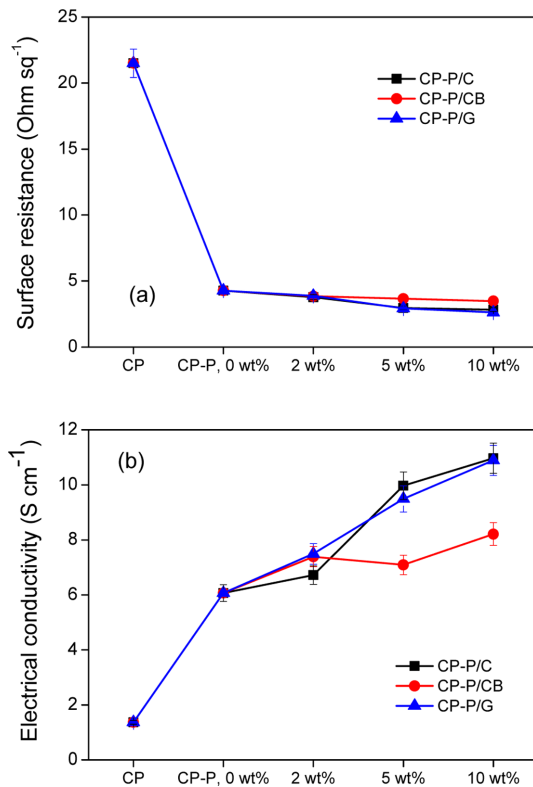 25
20
15
10
5
0
Surface resistance (Ohm sq⁻¹)
CP-P/C
CP-P/CB
CP-P/G
(a)
CP
CP-P, 0 wt%
2 wt%
5 wt%
10 wt%
12
10
8
6
4
2
0
Electrical conductivity (S cm⁻¹)
(b)
CP-P/C
CP-P/CB
CP-P/G
CP
CP-P, 0 wt%
2 wt%
5 wt%
10 wt%